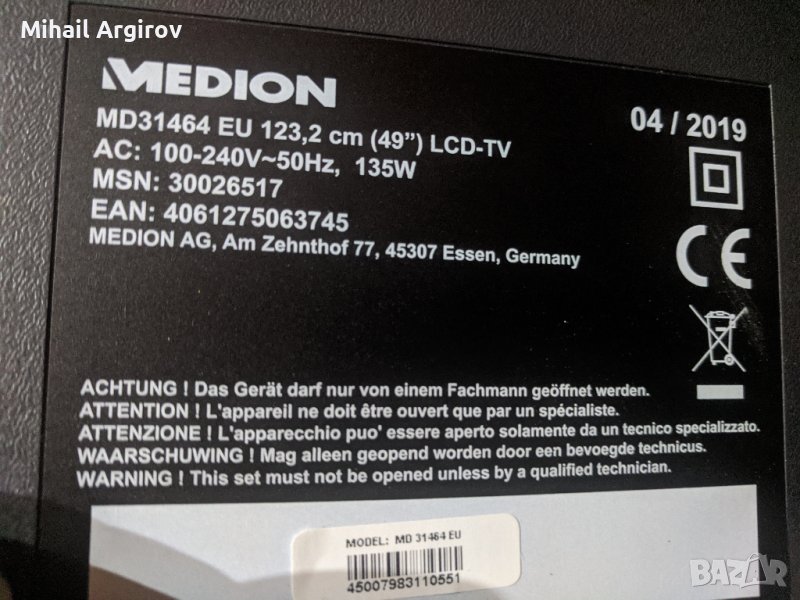 Mihail Argirov
MEDION
MD31464 EU 123,2 cm (49”) LCD-TV
04 / 2019
AC: 100-240V~50Hz, 135W
MSN: 30026517
EAN: 4061275063745
MEDION AG, Am Zehnthof 77, 45307 Essen, Germany
CE
ACHTUNG ! Das Gerät darf nur von einem Fachmann geöffnet werden.
ATTENTION ! L'appareil ne doit être ouvert que par un spécialiste.
ATTENZIONE ! L'apparecchio puo' essere aperto solamente da un tecnico specializzato.
WAARSCHUWING ! Mag alleen geopend worden door een bevoegde technicus.
WARNING ! This set must not be opened unless by a qualified technician.
MODEL: MD 31464 EU
45007983110551
BAZAR